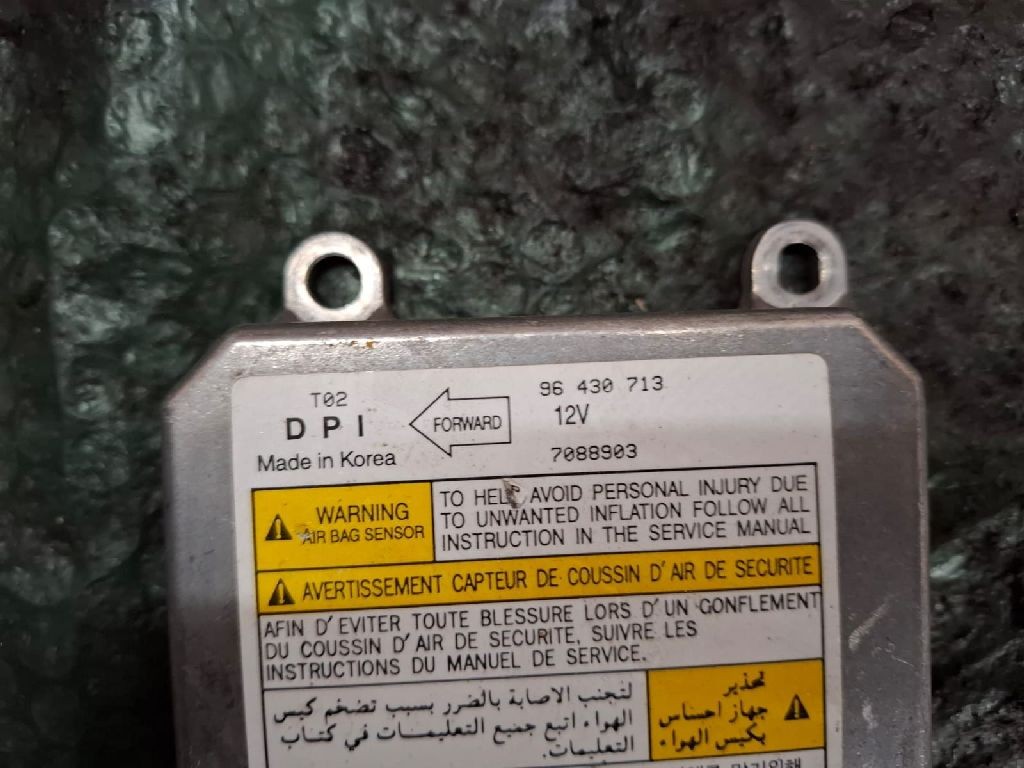 T02
DPI
Made in Korea
FORWARD
96 430 713
12V
7088903
WARNING
AIR BAG SENSOR
TO HELP AVOID PERSONAL INJURY DUE
TO UNWANTED INFLATION FOLLOW ALL
INSTRUCTION IN THE SERVICE MANUAL
AVERTISSEMENT CAPTEUR DE COUSSIN D'AIR DE SECURITE
AFIN D'EVITER TOUTE BLESSURE LORS D'UN GONFLEMENT
DU COUSSIN D'AIR DE SECURITE, SUIVRE LES
INSTRUCTIONS DU MANUEL DE SERVICE.
تحذير
جهاز احساس
بكيس الهواء
لتجنب الاصابة بالضرر بسبب تضخم كيس
الهواء اتبع جميع التعليمات في كتاب
التعليمات.